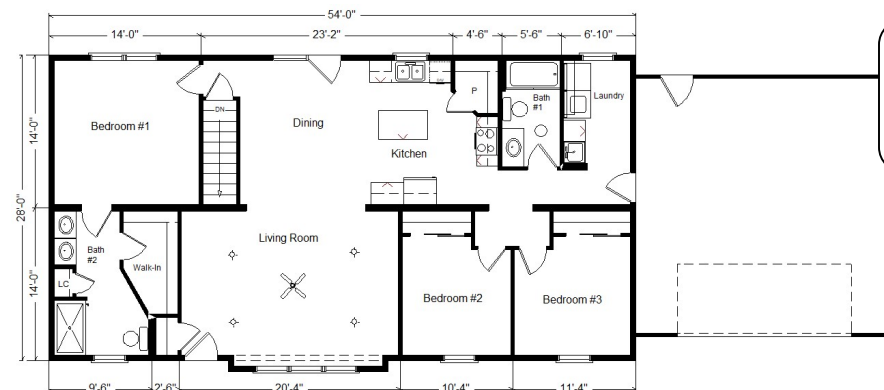 54'-0"
14'-0" 23'-2" 4'-6" 5'-6" 6'-10"
DN
P
Bath
#1
Laundry
Bedroom #1
Dining
Kitchen
14'-0"
28'-0"
14'-0"
Living Room
Bath
#2
Walk-In
LC
Bedroom #2
Bedroom #3
9'-6" 2'-6" 20'-4" 10'-4" 11'-4"